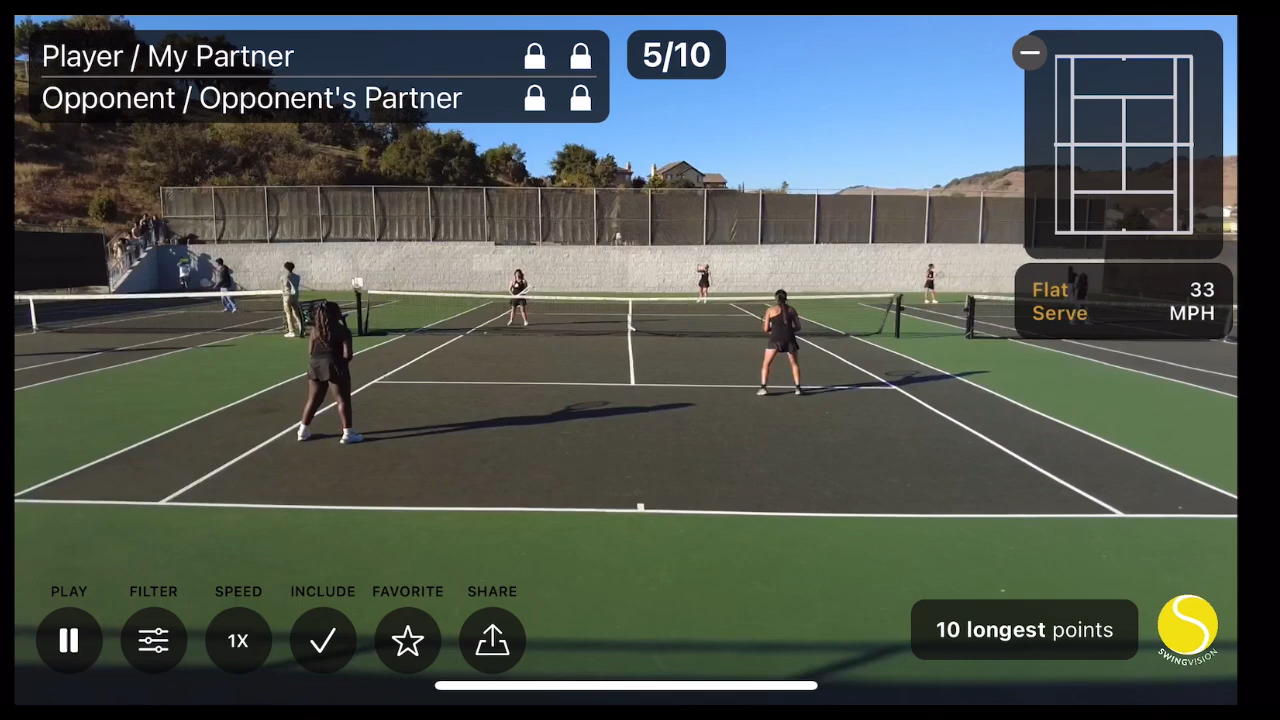 Player / My Partner
Opponent / Opponent's Partner
5/10
Flat Serve
33 MPH
PLAY
FILTER
SPEED
INCLUDE
FAVORITE
SHARE
1X
10 longest points
SWINGVISION